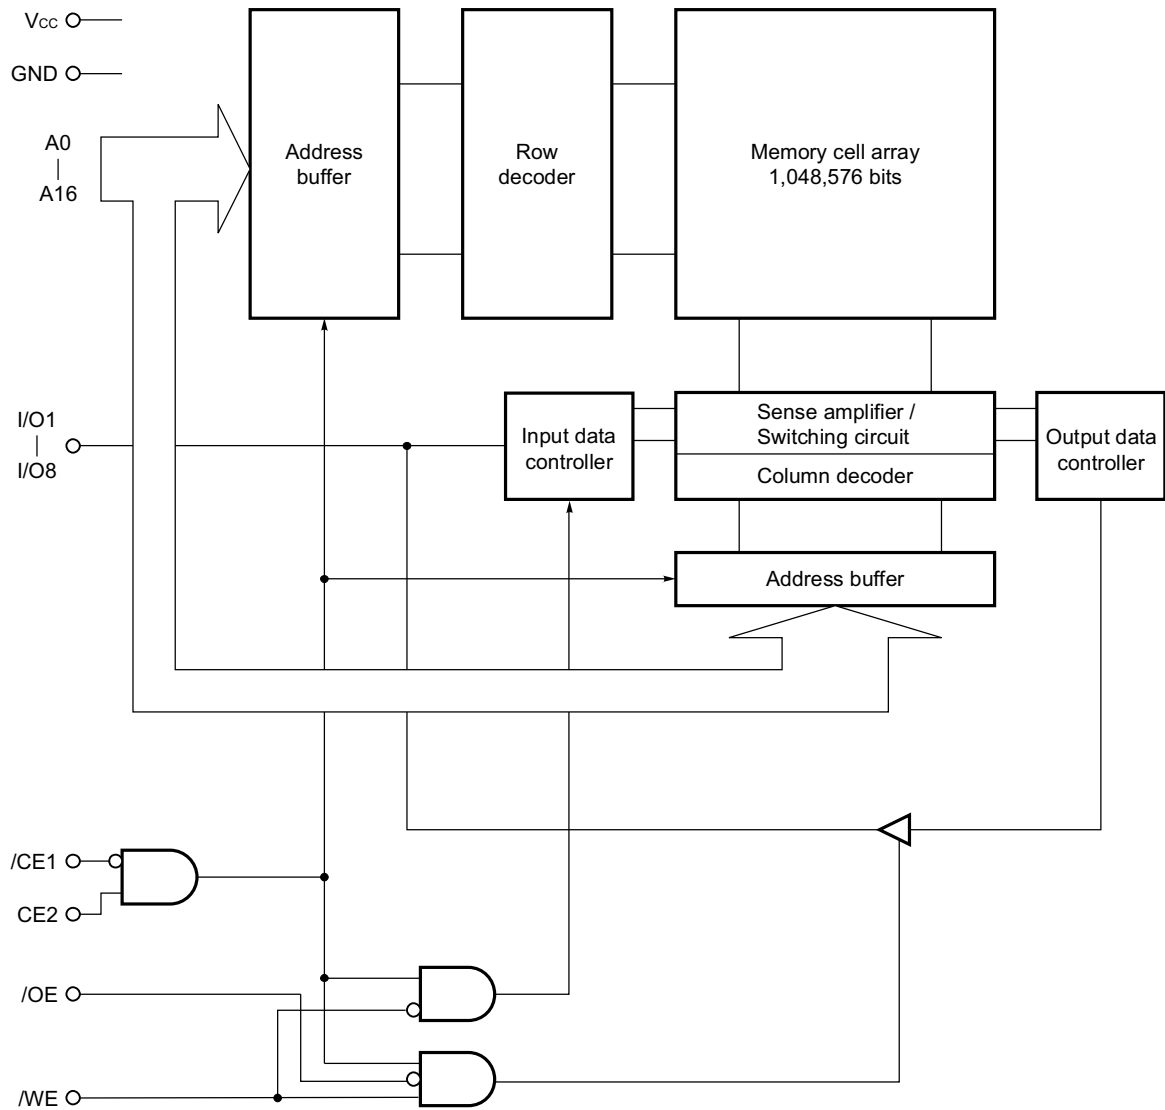 VCC
GND
A0
|
A16
Address
buffer
Row
decoder
Memory cell array
1,048,576 bits
I/O1
|
I/O8
Input data
controller
Sense amplifier /
Switching circuit
Column decoder
Output data
controller
Address buffer
/CE1
CE2
/OE
/WE